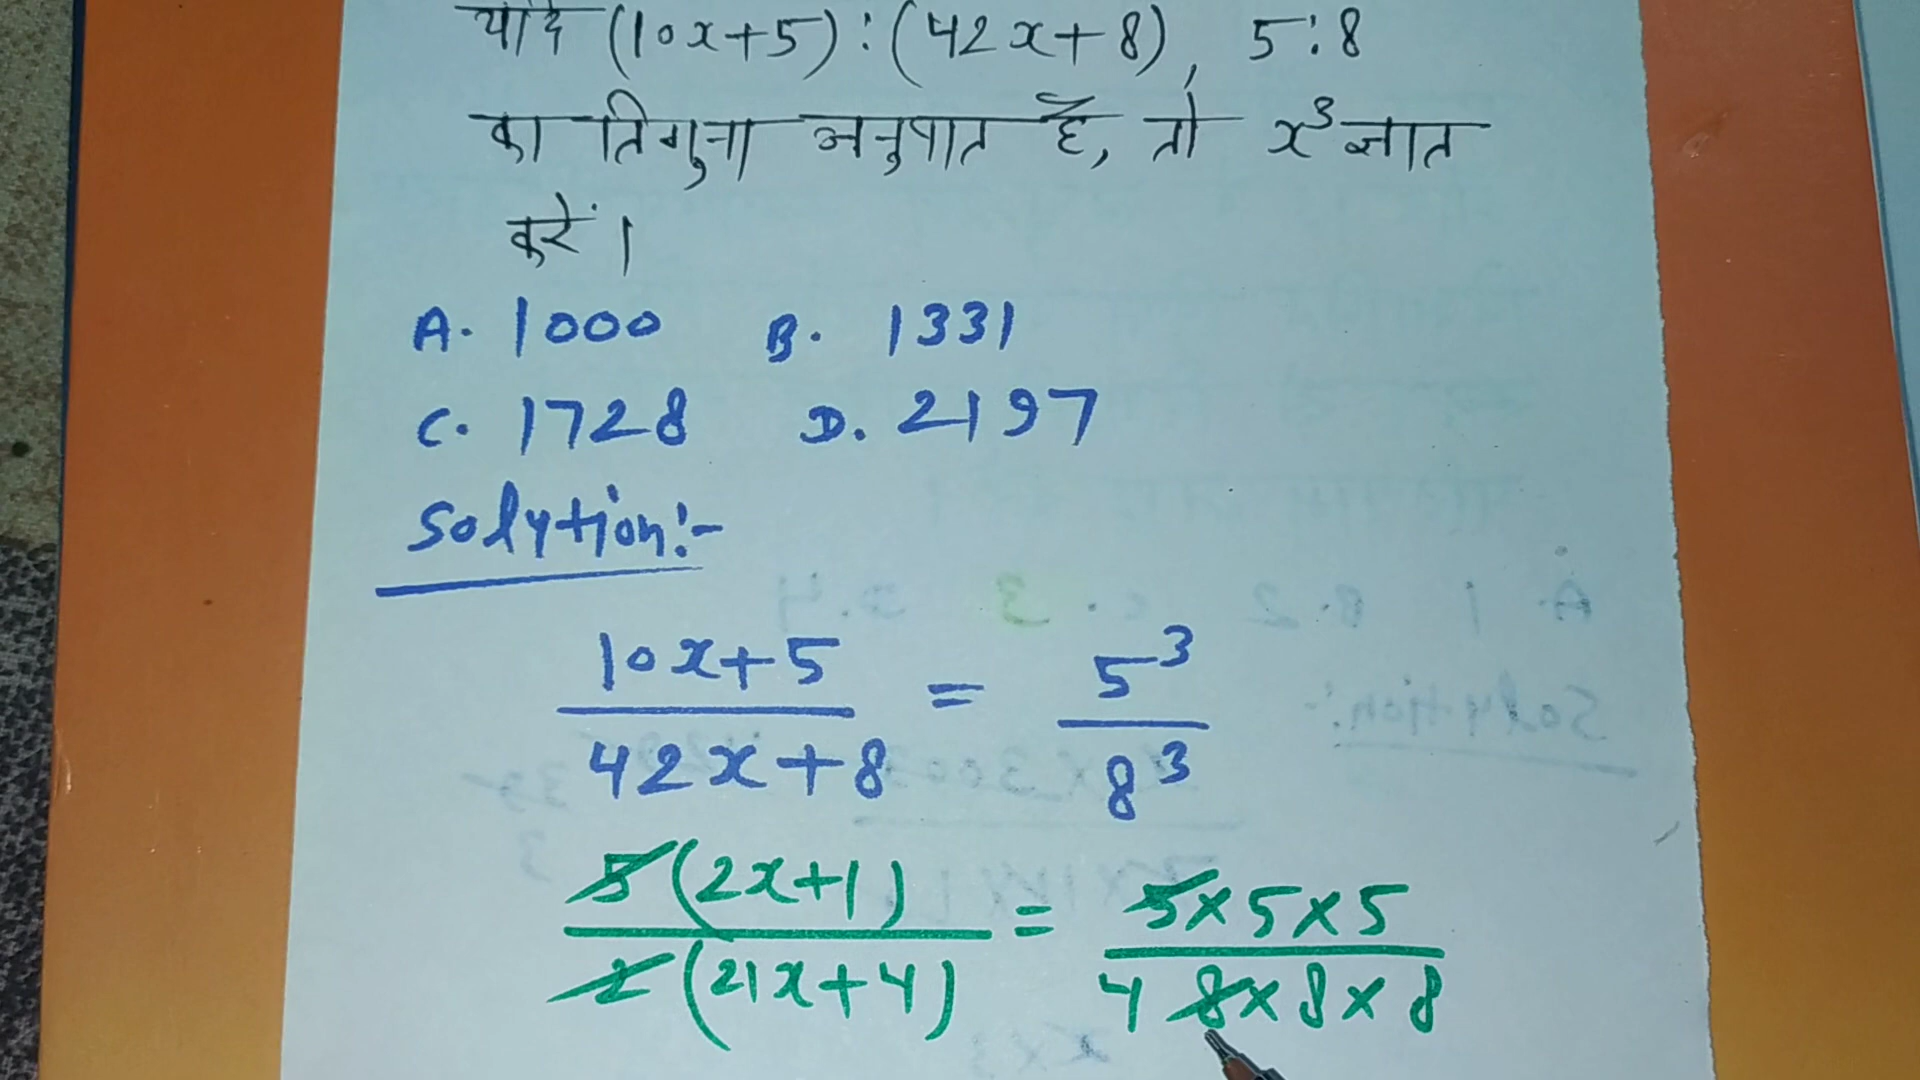 यदि (10x+5):(42x+8), 5:8
का तिगुना अनुपात है, तो x³ ज्ञात
करें।
A. 1000 B. 1331
C. 1728 D. 2197
Solution:-
10x+5 = 5³
42x+8 8³
5(2x+1) = 5×5×5
2(21x+4) 4 8×8×8